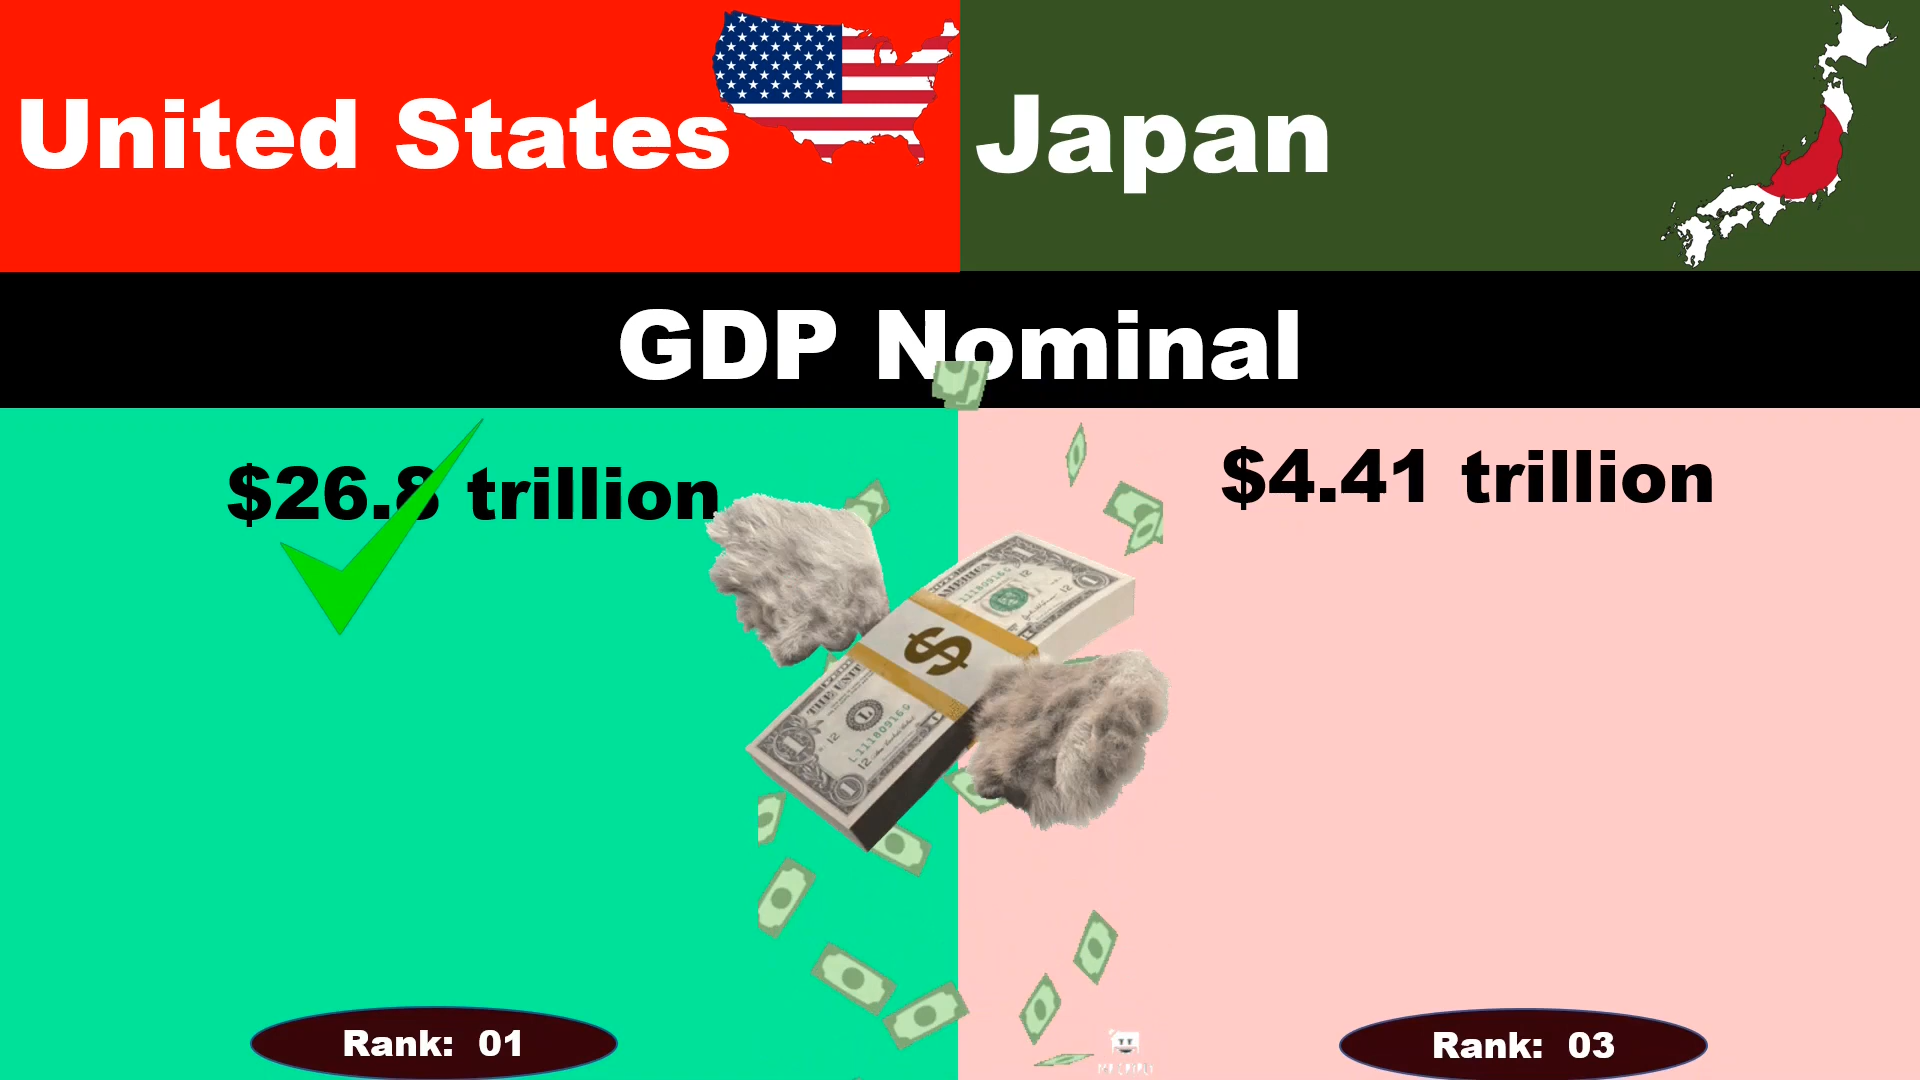 United States
Japan
GDP Nominal
$26.8 trillion
$4.41 trillion
$
Rank: 01
Rank: 03